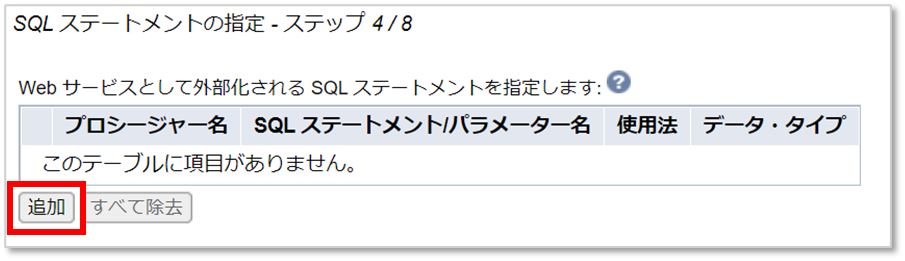 SQL ステートメントの指定 - ステップ 4 / 8
Web サービスとして外部化される SQL ステートメントを指定します: ?
プロシージャー名 SQL ステートメント/パラメーター名 使用法 データ・タイプ
このテーブルに項目がありません。
追加 すべて除去